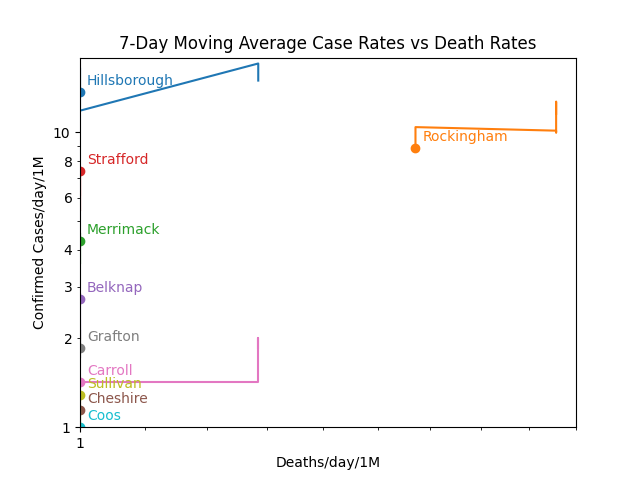 7-Day Moving Average Case Rates vs Death Rates
Hillsborough
Rockingham
Strafford
Merrimack
Belknap
Grafton
Carroll
Sullivan
Cheshire
Coos
10
8
6
4
3
2
1
1
Confirmed Cases/day/1M
Deaths/day/1M